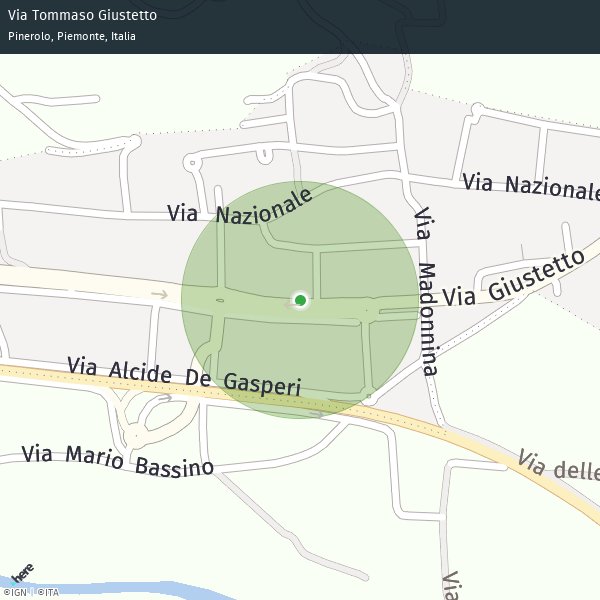 Via Tommaso Giustetto
Pinerolo, Piemonte, Italia
Via Nazionale
Via Nazionale
Via Madonnina
Via Giustetto
Via Alcide De Gasperi
Via Mario Bassino
Via delle
Via
here
©IGN | ©ITA